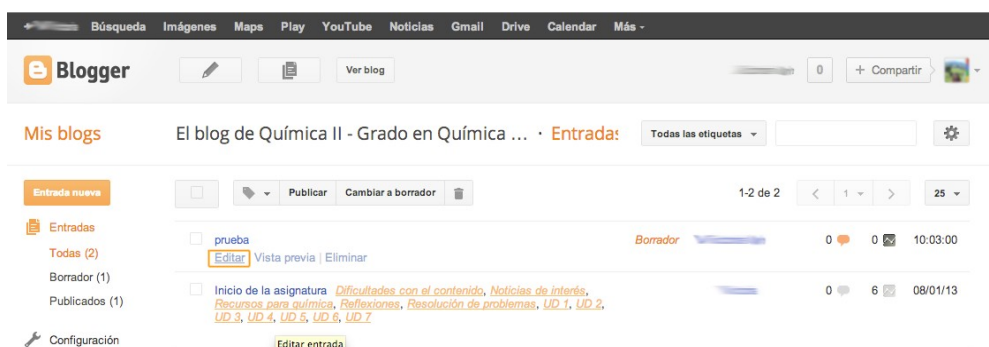 Búsqueda Imágenes Maps Play YouTube Noticias Gmail Drive Calendar Más
Blogger Ver blog 0 + Compartir
Mis blogs El blog de Química II - Grado en Química ... · Entradas Todas las etiquetas
Entrada nueva Publicar Cambiar a borrador 1-2 de 2 < 1 > 25
Entradas
prueba Borrador 0 0 10:03:00
Todas (2)
Editar Vista previa | Eliminar
Borrador (1)
Inicio de la asignatura Dificultades con el contenido, Noticias de interés, 0 6 08/01/13
Publicados (1)
Recursos para química, Reflexiones, Resolución de problemas, UD 1, UD 2,
UD 3, UD 4, UD 5, UD 6, UD 7
Configuración
Editar entrada